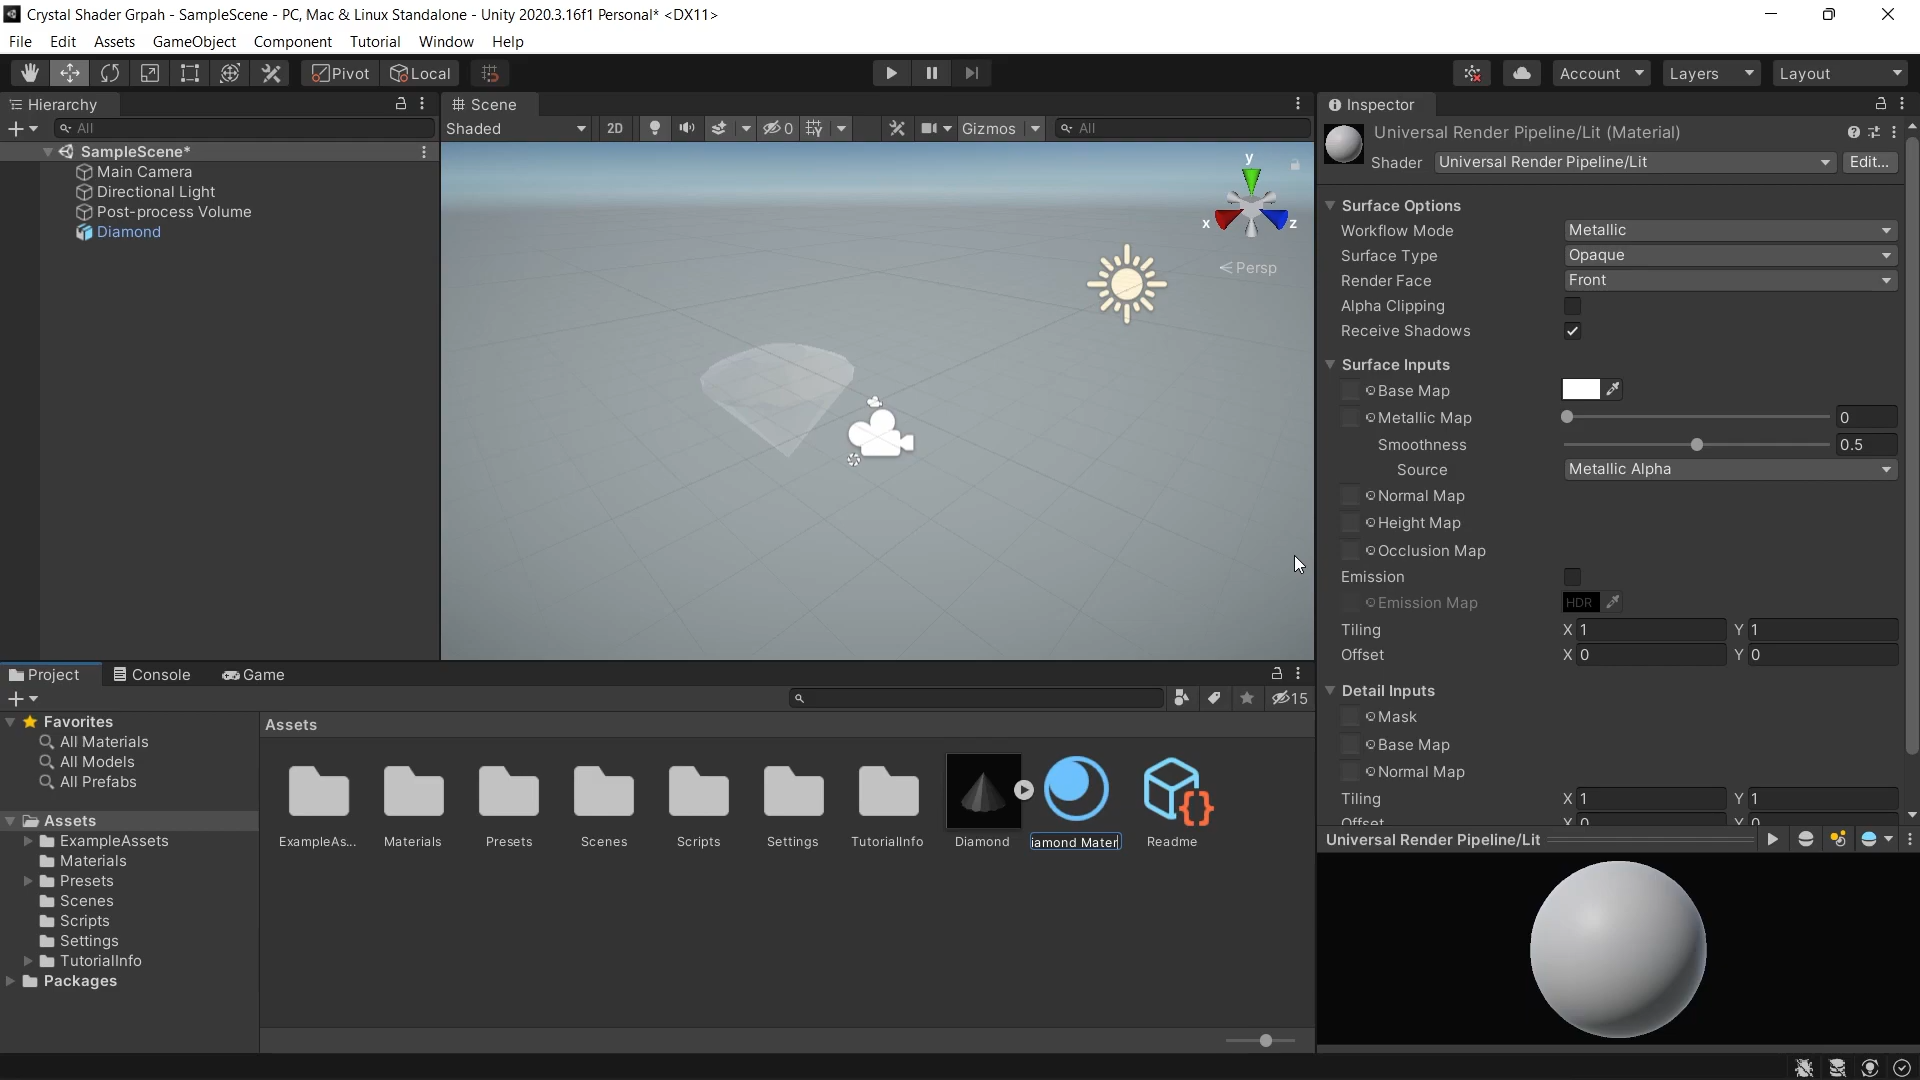 Crystal Shader Grpah - SampleScene - PC, Mac & Linux Standalone - Unity 2020.3.16f1 Personal* <DX11>
File Edit Assets GameObject Component Tutorial Window Help
Pivot Local Account Layers Layout
Hierarchy
All
SampleScene*
Main Camera
Directional Light
Post-process Volume
Diamond
Scene
Shaded 2D 0 Gizmos All
y
x z
Persp
Inspector
Universal Render Pipeline/Lit (Material)
Shader Universal Render Pipeline/Lit Edit...
Surface Options
Workflow Mode Metallic
Surface Type Opaque
Render Face Front
Alpha Clipping
Receive Shadows
Surface Inputs
Base Map
Metallic Map 0
Smoothness 0.5
Source Metallic Alpha
Normal Map
Height Map
Occlusion Map
Emission
Emission Map HDR
Tiling X 1 Y 1
Offset X 0 Y 0
Detail Inputs
Mask
Base Map
Normal Map
Tiling X 1 Y 1
Offset X 0 Y 0
Universal Render Pipeline/Lit
Project Console Game
15
Favorites
All Materials
All Models
All Prefabs
Assets
ExampleAssets
Materials
Presets
Scenes
Scripts
Settings
TutorialInfo
Packages
Assets
ExampleAs... Materials Presets Scenes Scripts Settings TutorialInfo Diamond iamond Mater Readme